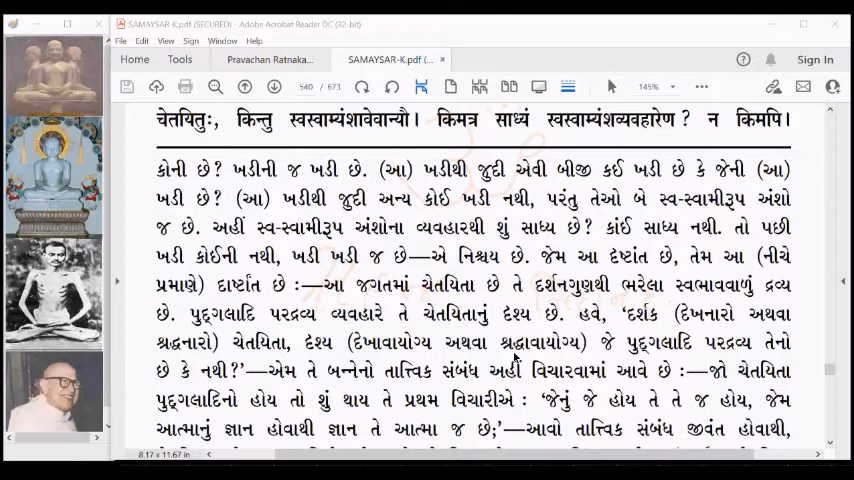 SAMAYSAR-K.pdf (SECURED) - Adobe Acrobat Reader DC (32-bit)
File Edit View Sign Window Help
Home Tools Pravachan Ratnaka... SAMAYSAR-K.pdf (... × Sign In
540 / 673 145%
चेतयितुः, किन्तु स्वस्वाम्यंशावेवान्यौ। किमत्र साध्यं स्वस्वाम्यंशव्यवहारेण? न किमपि।
કોની છે? ખડીની જ ખડી છે. (આ) ખડીથી જુદી એવી બીજી કઈ ખડી છે કે જેની (આ)
ખડી છે? (આ) ખડીથી જુદી અન્ય કોઈ ખડી નથી, પરંતુ તેઓ બે સ્વ-સ્વામીરૂપ અંશો
જ છે. અહીં સ્વ-સ્વામીરૂપ અંશોના વ્યવહારથી શું સાધ્ય છે? કાંઈ સાધ્ય નથી. તો પછી
ખડી કોઈની નથી, ખડી ખડી જ છે—એ નિશ્ચય છે. જેમ આ દૃષ્ટાંત છે, તેમ આ (નીચે
પ્રમાણે) દાર્ષ્ટાંત છે :—આ જગતમાં ચેતયિતા છે તે દર્શનગુણથી ભરેલા સ્વભાવવાળું દ્રવ્ય
છે. પુદ્ગલાદિ પરદ્રવ્ય વ્યવહારે તે ચેતયિતાનું દૃશ્ય છે. હવે, 'દર્શક (દેખનારો અથવા
શ્રદ્ધનારો) ચેતયિતા, દૃશ્ય (દેખાવાયોગ્ય અથવા શ્રદ્ધાવાયોગ્ય) જે પુદ્ગલાદિ પરદ્રવ્ય તેનો
છે કે નથી?'—એમ તે બન્નેનો તાત્ત્વિક સંબંધ અહીં વિચારવામાં આવે છે :—જો ચેતયિતા
પુદ્ગલાદિનો હોય તો શું થાય તે પ્રથમ વિચારીએ : 'જેનું જે હોય તે તે જ હોય, જેમ
આત્માનું જ્ઞાન હોવાથી જ્ઞાન તે આત્મા જ છે;'—આવો તાત્ત્વિક સંબંધ જીવંત હોવાથી,
8.17 x 11.67 in